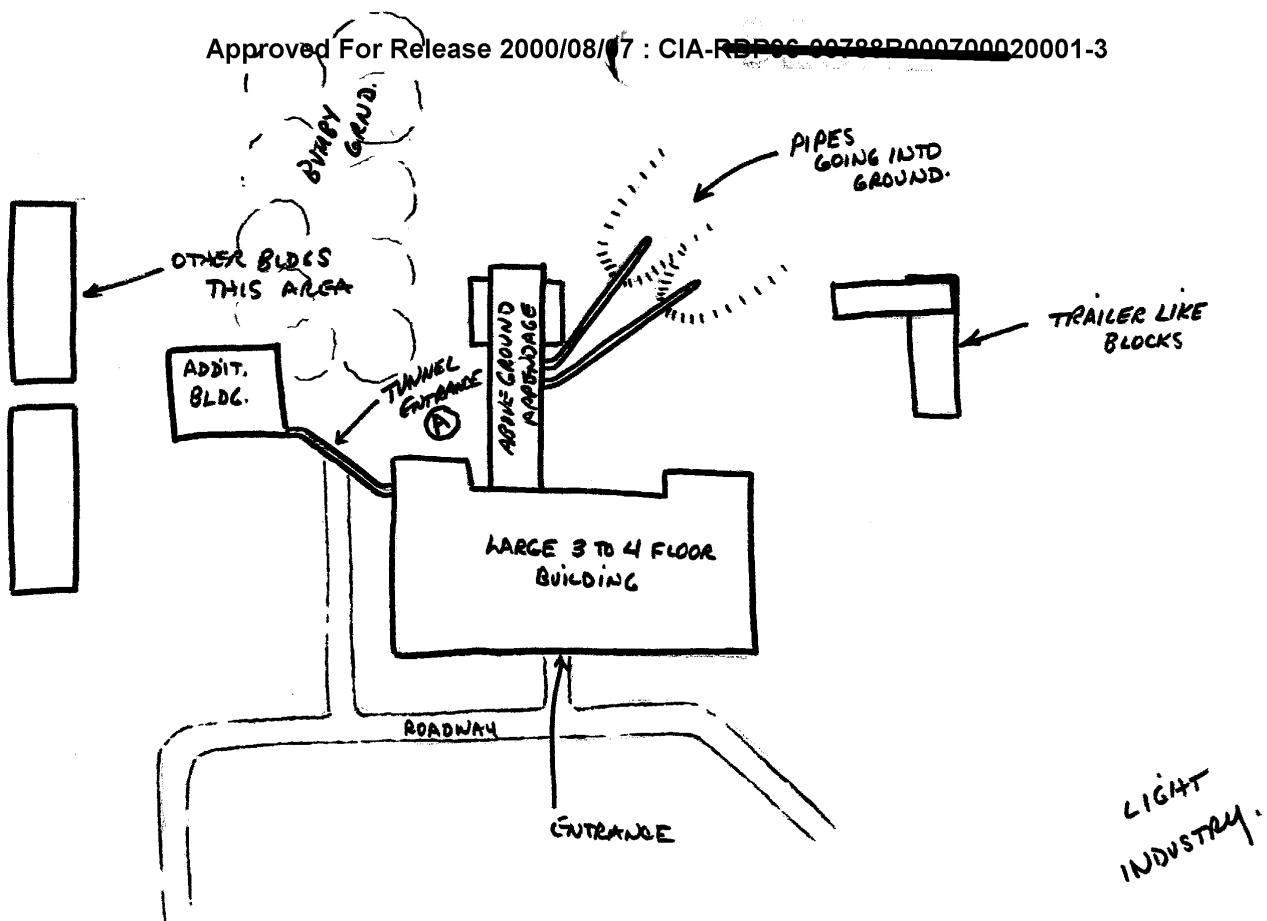 Approved For Release 2000/08/07 : CIA-RDP96-00788R000700020001-3
BUMBY
GRND.
PIPES
GOING INTO
GROUND.
OTHER BLDGS
THIS AREA
TRAILER LIKE
BLOCKS
ADDIT.
BLDG.
TUNNEL
ENTRANCE
A
ABOVE GROUND
APPENDAGE
LARGE 3 TO 4 FLOOR
BUILDING
ROADWAY
ENTRANCE
LIGHT
INDUSTRY.